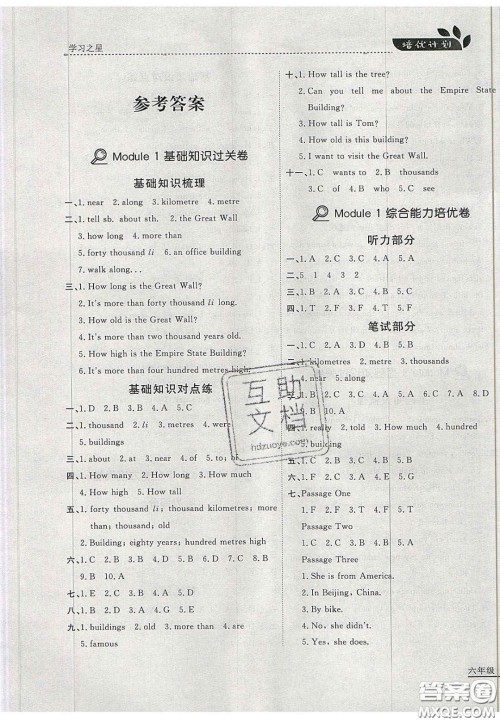 学习之星
培优计划
参考答案
Module 1 基础知识过关卷
基础知识梳理
一、1. near 2. along 3. kilometre 4. metre
二、1. tell sb. about sth. 2. the Great Wall
3. how long 4. more than
5. forty thousand li 6. an office building
7. walk along...
三、1. How long is the Great Wall?
2. It's more than forty thousand li long.
3. How old is the Great Wall?
4. It's more than two thousand years old.
5. How high is the Empire State Building?
6. It's more than four hundred metres high.
基础知识对点练
一、1. D 2. B 3. A 4. C 5. B
二、1. thousand 2. li 3. metres 4. near
5. buildings
三、1. about 2. at 3. near 4. of 5. to;
四、1. How many 2. How long 3. How much
4. How high 5. How tall
五、1. more than; forty thousand li; thousand
years old
2. Building; eighty years; hundred metres high
六、1. C 2. B 3. A 4. C 5. D 6. B 7. C 8. C
9. B 10. A
七、1. C 2. B 3. B 4. C 5. B
八、1. D 2. B 3. A 4. G 5. E
九、1. buildings 2. old 3. are 4. around
5. famous
十、1. How tall is the tree?
2. Can you tell me about the Empire State
Building?
3. How tall is Tom?
4. How old is this building?
5. I want to visit the Great Wall.
十一、1. C wants to 2. B thousands
3. C are 4. B who 5. C see
Module 1 综合能力培优卷
听力部分
一、1. B 2. C 3. C 4. A 5. A
二、5 1 4 3 2
三、1. B 2. A 3. C 4. B 5. C
四、1. T 2. F 3. T 4. F 5. F
笔试部分
二、1. kilometres 2. metre 3. thousands
4. near 5. along
三、1. B 2. C 3. C 4. A 5. B 6. A 7. A 8. D
四、1. really 2. told 3. How much 4. hundred
5. building
五、1. B 2. B 3. C 4. A 5. B
六、1. B 2. C 3. E 4. D 5. A
七、Passage One
1. A 2. B 3. B 4. B 5. A
Passage Two
1. T 2. F 3. T 4. F 5. F
Passage Three
1. She is from America.
2. In Beijing, China.
3. By bike.
4. No, she didn't.
5. Yes, she does.
互助
文档
hdzuoye.com
六年级
答案圈
MXQE.COM